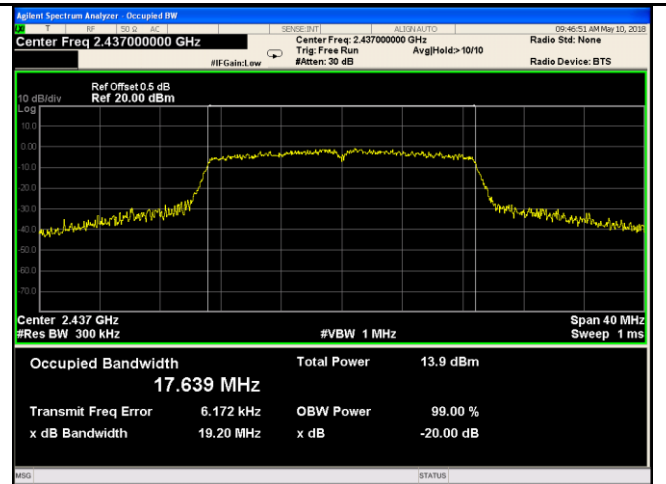 Agilent Spectrum Analyzer - Occupied BW
T RF 50 Ω AC SENSE:INT ALIGN AUTO 09:46:51 AM May 10, 2018
Center Freq 2.437000000 GHz Center Freq: 2.437000000 GHz Radio Std: None
Trig: Free Run Avg|Hold:> 10/10
#IFGain:Low #Atten: 30 dB Radio Device: BTS
Ref Offset 0.5 dB
10 dB/div Ref 20.00 dBm
Log
10.0
0.00
-10.0
-20.0
-30.0
-40.0
-50.0
-60.0
-70.0
Center 2.437 GHz Span 40 MHz
#Res BW 300 kHz #VBW 1 MHz Sweep 1 ms
Occupied Bandwidth Total Power 13.9 dBm
17.639 MHz
Transmit Freq Error 6.172 kHz OBW Power 99.00 %
x dB Bandwidth 19.20 MHz x dB -20.00 dB
MSG STATUS